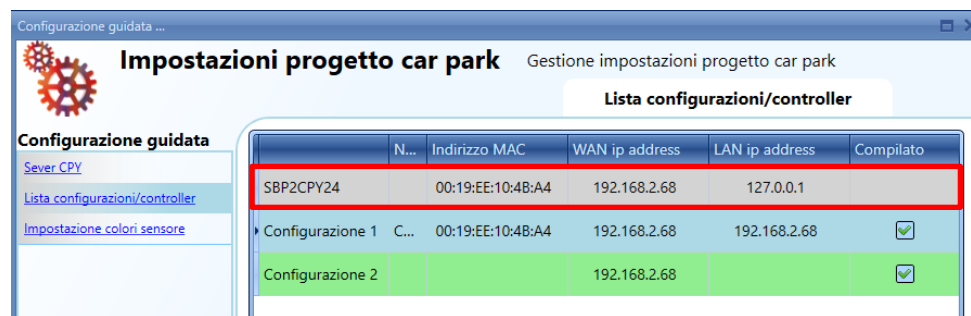 Configurazione guidata ...
Impostazioni progetto car park
Gestione impostazioni progetto car park
Lista configurazioni/controller
Configurazione guidata
Sever CPY
Lista configurazioni/controller
Impostazione colori sensore
N... Indirizzo MAC WAN ip address LAN ip address Compilato
SBP2CPY24 00:19:EE:10:4B:A4 192.168.2.68 127.0.0.1
Configurazione 1 C... 00:19:EE:10:4B:A4 192.168.2.68 192.168.2.68
Configurazione 2 192.168.2.68